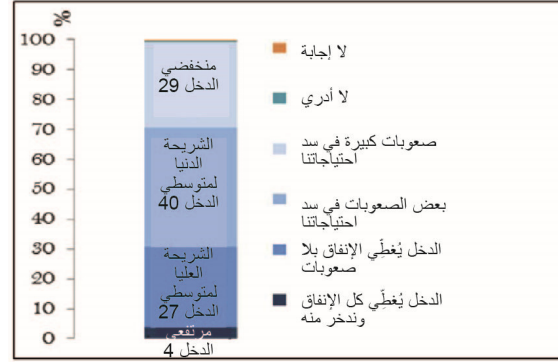 %
100
90
80
70
60
50
40
30
20
10
0
منخفضي
الدخل 29
الشريحة
الدنيا
لمتوسطي
الدخل 40
الشريحة
العليا
لمتوسطي
الدخل 27
مرتفعي
الدخل 4
لا إجابة
لا أدري
صعوبات كبيرة في سد
احتياجاتنا
بعض الصعوبات في سد
احتياجاتنا
الدخل يُغطِّي الإنفاق بلا
صعوبات
الدخل يُغطِّي كل الإنفاق
وندخر منه